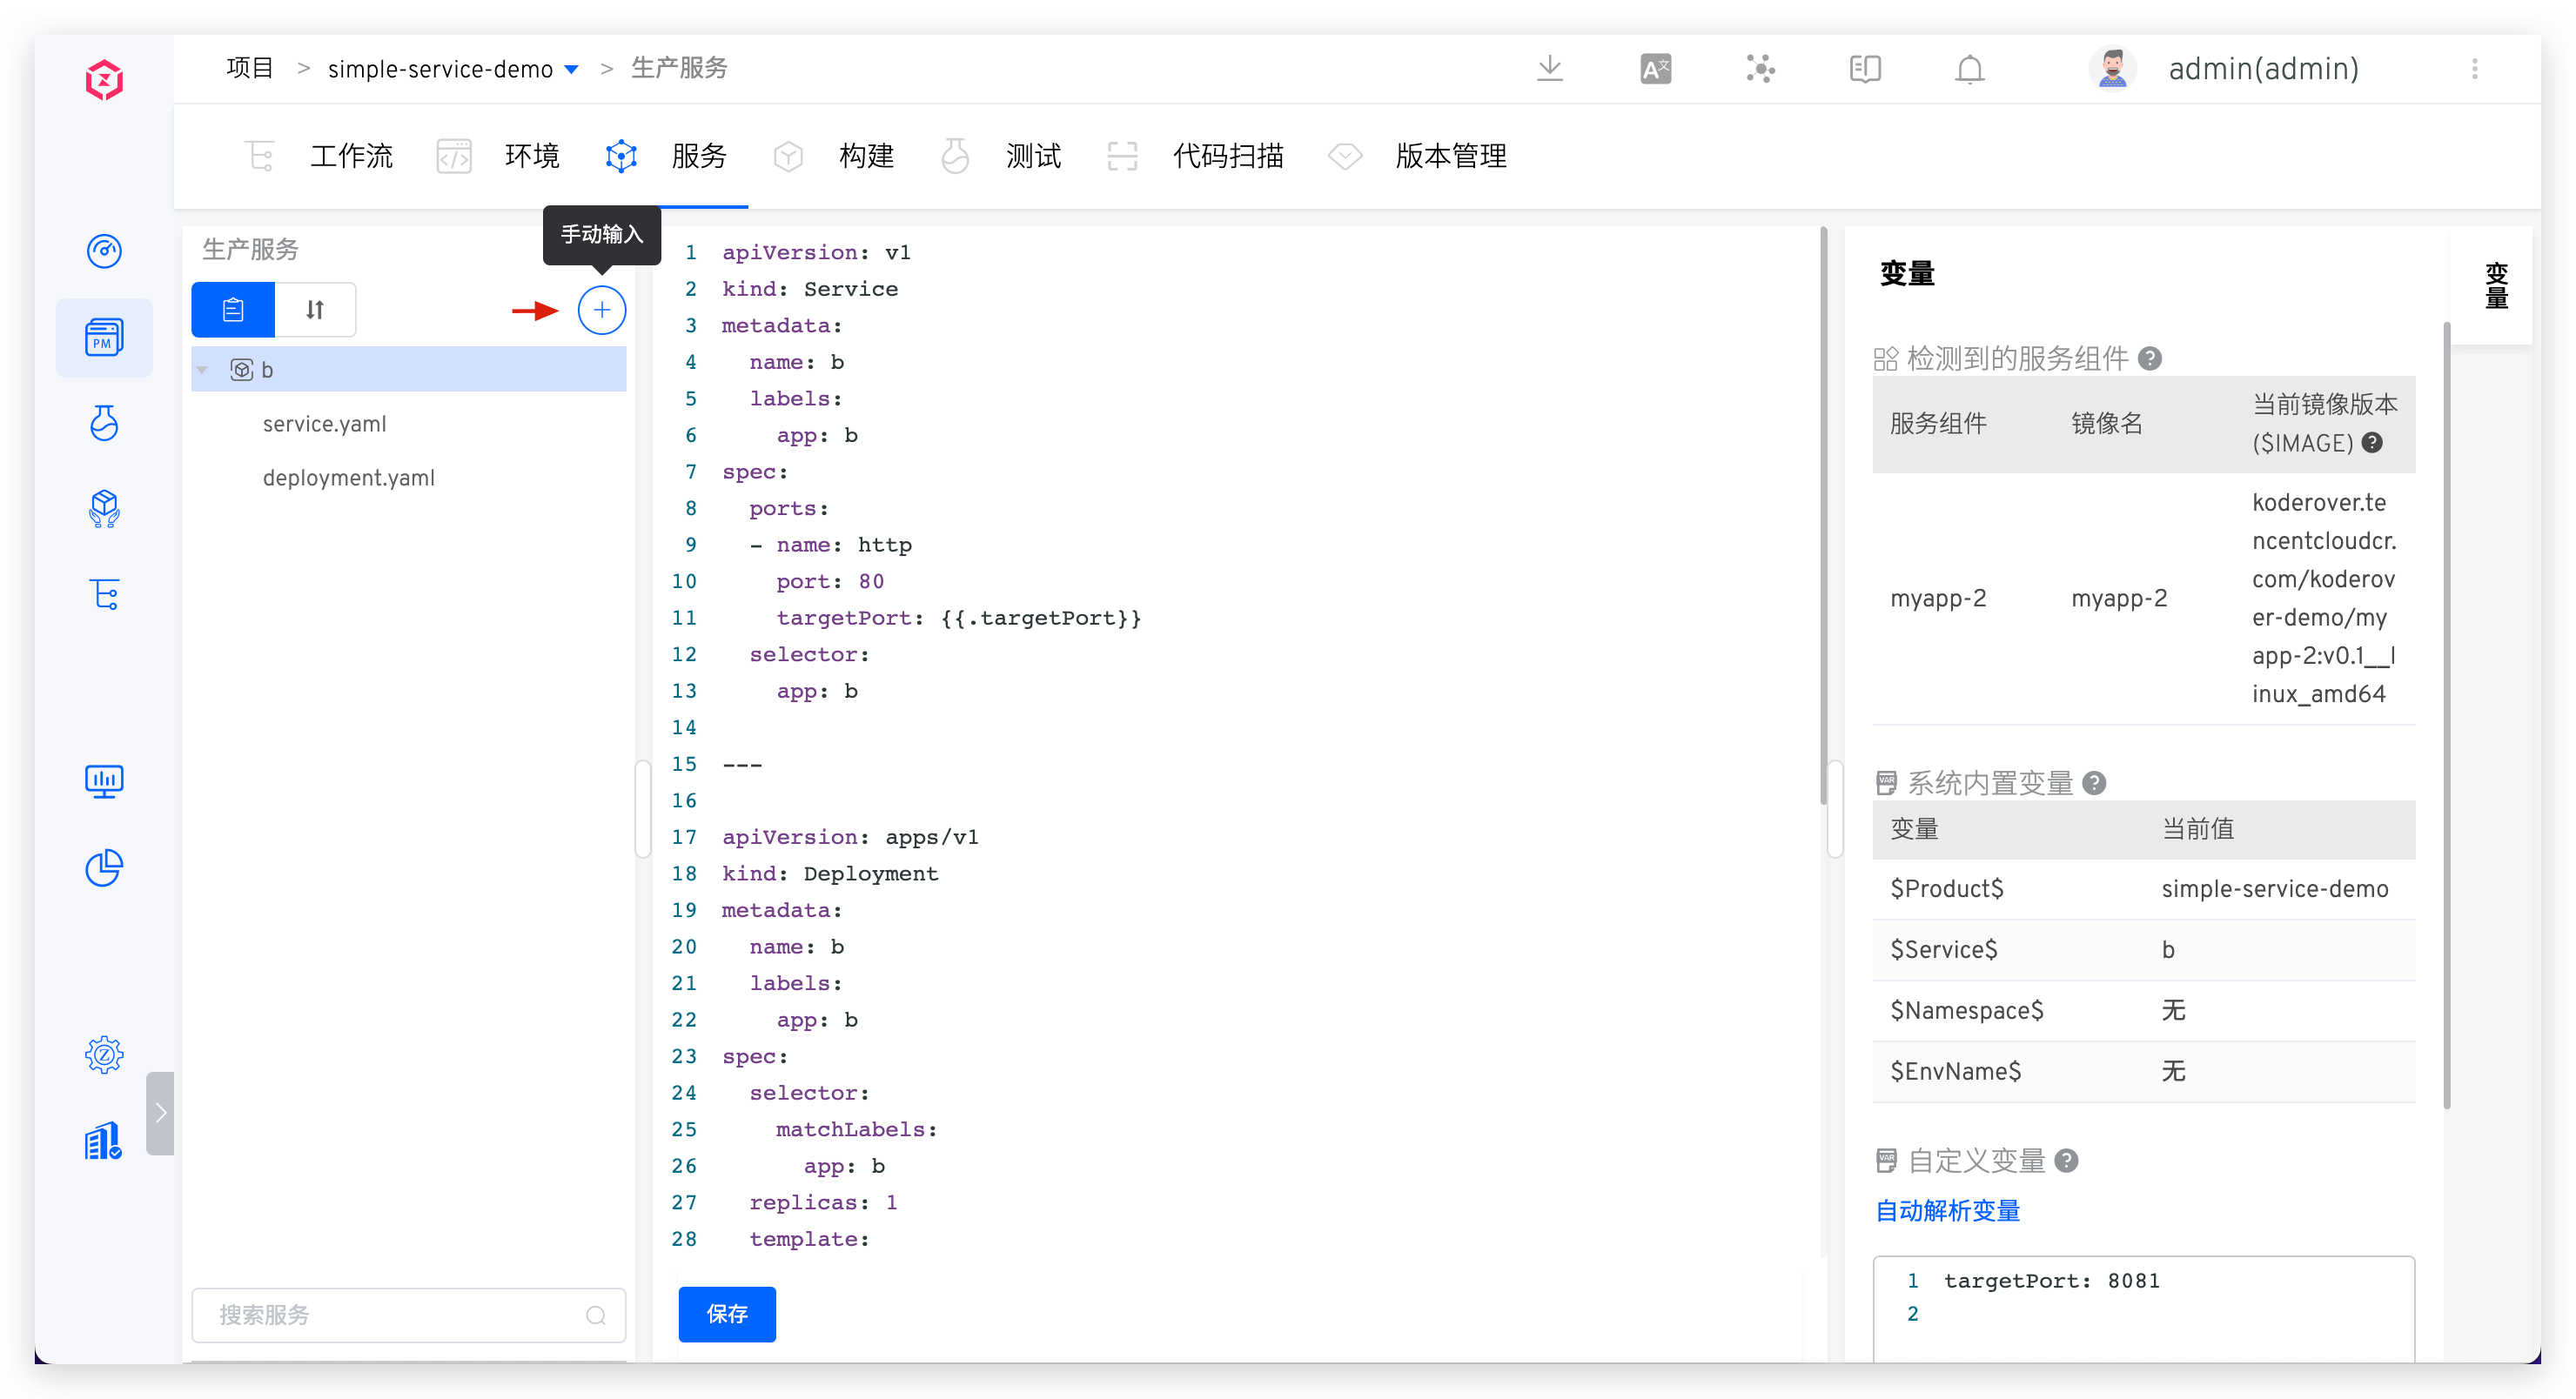 项目 > simple-service-demo > 生产服务
admin(admin)
工作流 环境 服务 构建 测试 代码扫描 版本管理
手动输入
生产服务
PM
b
service.yaml
deployment.yaml
搜索服务
1 apiVersion: v1
2 kind: Service
3 metadata:
4   name: b
5   labels:
6     app: b
7 spec:
8   ports:
9   - name: http
10     port: 80
11     targetPort: {{.targetPort}}
12   selector:
13     app: b
14
15 ---
16
17 apiVersion: apps/v1
18 kind: Deployment
19 metadata:
20   name: b
21   labels:
22     app: b
23 spec:
24   selector:
25     matchLabels:
26       app: b
27   replicas: 1
28   template:
保存
变量
变量
检测到的服务组件
服务组件 镜像名 当前镜像版本
($IMAGE)
myapp-2 myapp-2 koderover.te
ncentcloudcr.
com/koderov
er-demo/my
app-2:v0.1__l
inux_amd64
系统内置变量
变量 当前值
$Product$ simple-service-demo
$Service$ b
$Namespace$ 无
$EnvName$ 无
自定义变量
自动解析变量
1 targetPort: 8081
2